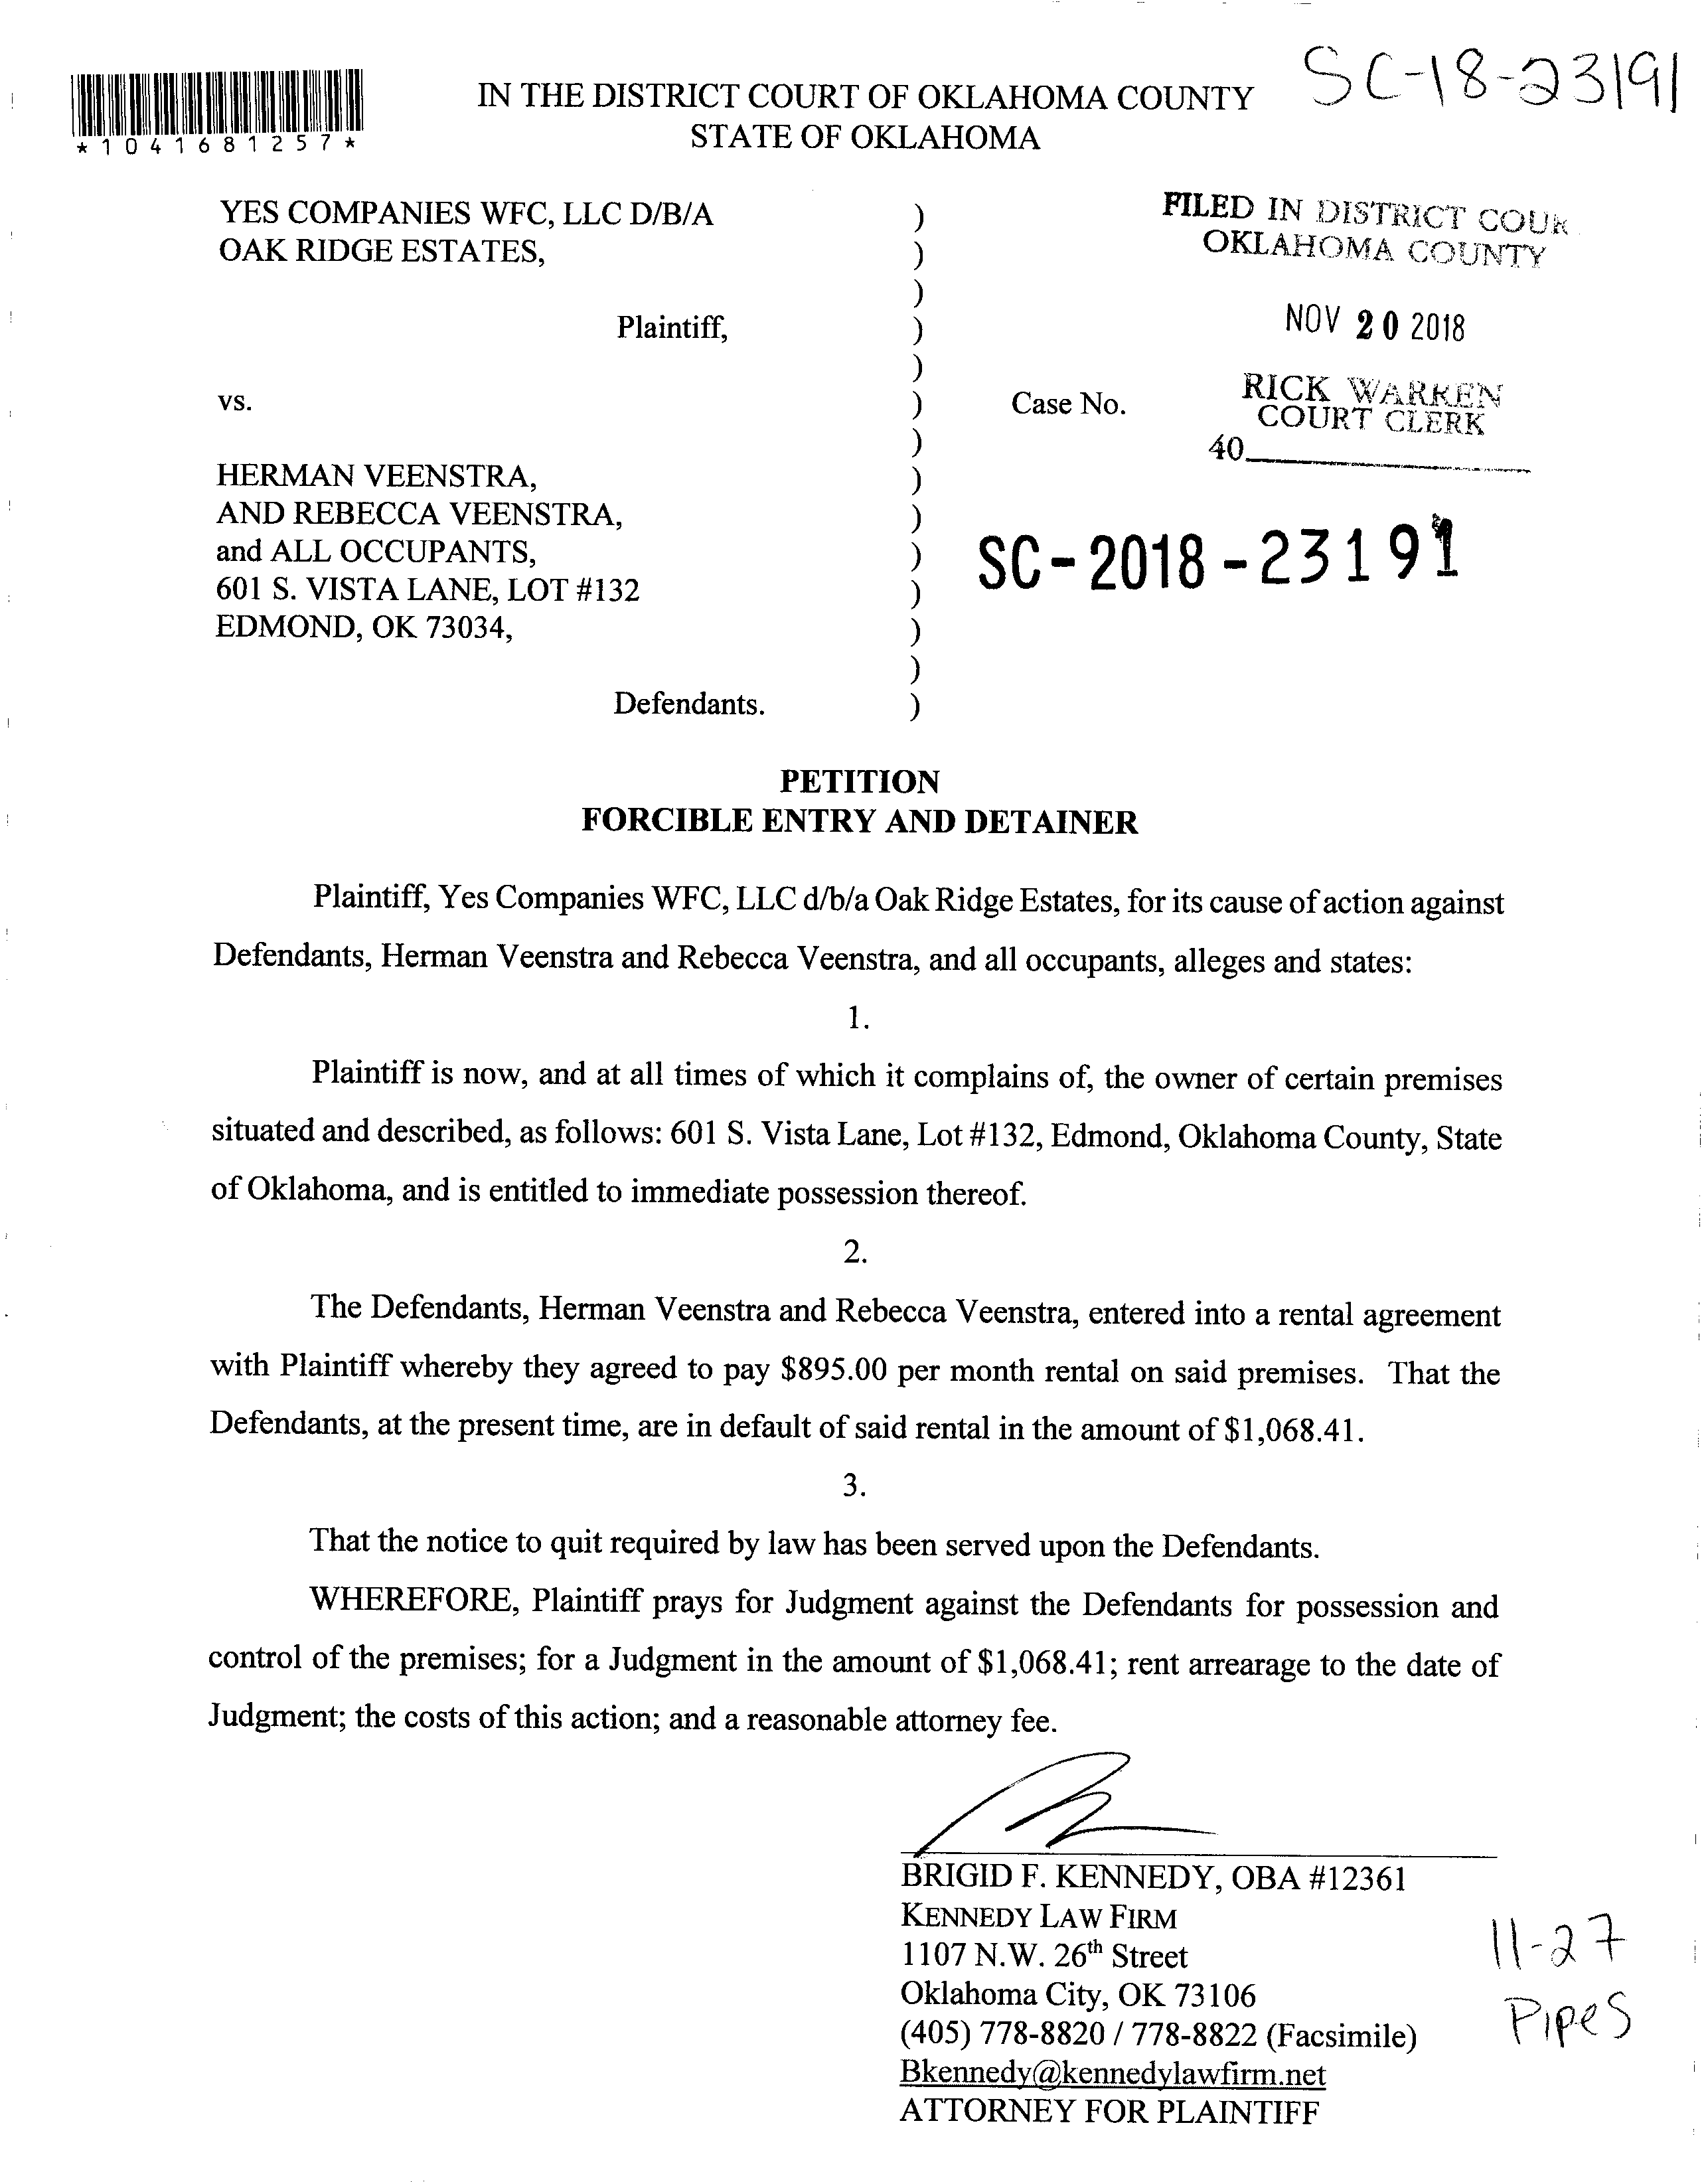 SC-18-23191
*1041681257*
IN THE DISTRICT COURT OF OKLAHOMA COUNTY
STATE OF OKLAHOMA
YES COMPANIES WFC, LLC D/B/A
OAK RIDGE ESTATES,
Plaintiff,
vs.
HERMAN VEENSTRA,
AND REBECCA VEENSTRA,
and ALL OCCUPANTS,
601 S. VISTA LANE, LOT #132
EDMOND, OK 73034,
Defendants.
)
)
)
)
)
)
)
)
)
)
)
)
)
)
FILED IN DISTRICT COUR
OKLAHOMA COUNTY
NOV 20 2018
RICK WARREN
COURT CLERK
40
Case No.
SC-2018-23191
PETITION
FORCIBLE ENTRY AND DETAINER
Plaintiff, Yes Companies WFC, LLC d/b/a Oak Ridge Estates, for its cause of action against
Defendants, Herman Veenstra and Rebecca Veenstra, and all occupants, alleges and states:
1.
Plaintiff is now, and at all times of which it complains of, the owner of certain premises
situated and described, as follows: 601 S. Vista Lane, Lot #132, Edmond, Oklahoma County, State
of Oklahoma, and is entitled to immediate possession thereof.
2.
The Defendants, Herman Veenstra and Rebecca Veenstra, entered into a rental agreement
with Plaintiff whereby they agreed to pay $895.00 per month rental on said premises. That the
Defendants, at the present time, are in default of said rental in the amount of $1,068.41.
3.
That the notice to quit required by law has been served upon the Defendants.
WHEREFORE, Plaintiff prays for Judgment against the Defendants for possession and
control of the premises; for a Judgment in the amount of $1,068.41; rent arrearage to the date of
Judgment; the costs of this action; and a reasonable attorney fee.
BRIGID F. KENNEDY, OBA #12361
KENNEDY LAW FIRM
1107 N.W. 26th Street
Oklahoma City, OK 73106
(405) 778-8820 / 778-8822 (Facsimile)
Bkennedy@kennedylawfirm.net
ATTORNEY FOR PLAINTIFF
11-27
Pipes